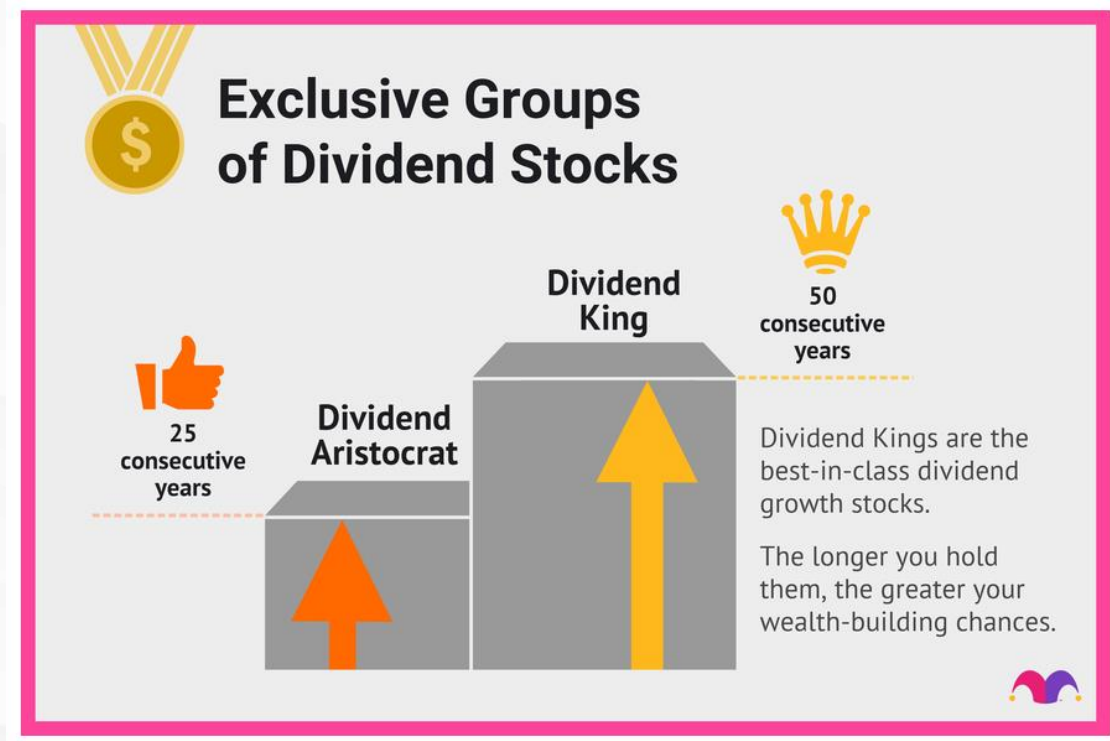 $
Exclusive Groups
of Dividend Stocks
Dividend
King
50
consecutive
years
Dividend
Aristocrat
25
consecutive
years
Dividend Kings are the
best-in-class dividend
growth stocks.
The longer you hold
them, the greater your
wealth-building chances.